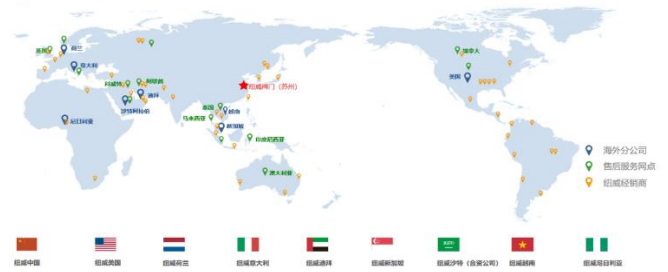 英国
荷兰
意大利
科威特
阿联酋
迪拜
沙特阿拉伯
尼日利亚
纽威阀门（苏州）
泰国
越南
马来西亚
新加坡
印度尼西亚
澳大利亚
加拿大
美国
海外分公司
售后服务网点
纽威经销商
纽威中国
纽威美国
纽威荷兰
纽威意大利
纽威迪拜
纽威新加坡
纽威沙特（合资公司）
纽威越南
纽威尼日利亚